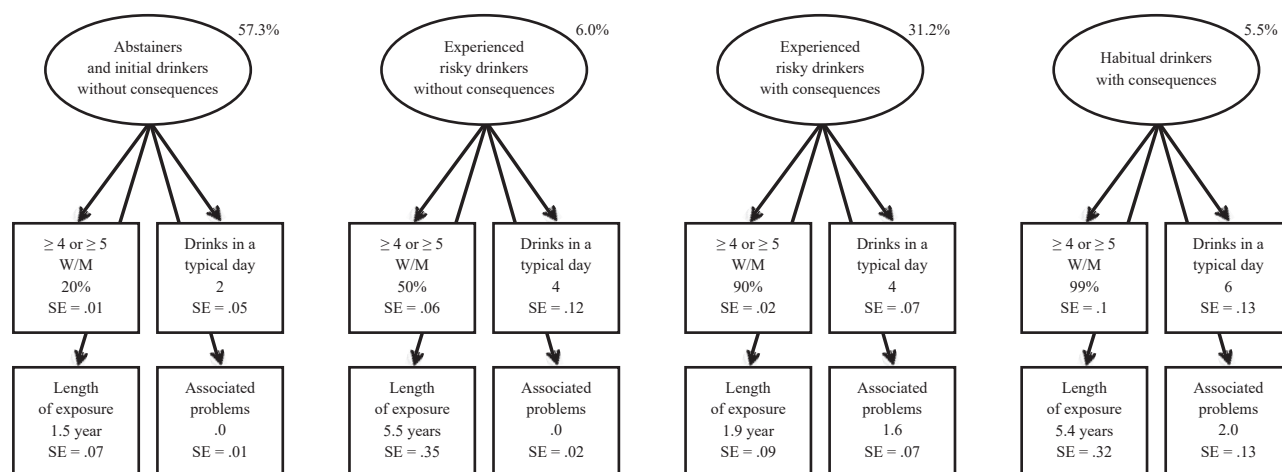 57.3%
Abstainers
and initial drinkers
without consequences
≥ 4 or ≥ 5
W/M
20%
SE = .01
Drinks in a
typical day
2
SE = .05
Length
of exposure
1.5 year
SE = .07
Associated
problems
.0
SE = .01
6.0%
Experienced
risky drinkers
without consequences
≥ 4 or ≥ 5
W/M
50%
SE = .06
Drinks in a
typical day
4
SE = .12
Length
of exposure
5.5 years
SE = .35
Associated
problems
.0
SE = .02
31.2%
Experienced
risky drinkers
with consequences
≥ 4 or ≥ 5
W/M
90%
SE = .02
Drinks in a
typical day
4
SE = .07
Length
of exposure
1.9 year
SE = .09
Associated
problems
1.6
SE = .07
5.5%
Habitual drinkers
with consequences
≥ 4 or ≥ 5
W/M
99%
SE = .1
Drinks in a
typical day
6
SE = .13
Length
of exposure
5.4 years
SE = .32
Associated
problems
2.0
SE = .13